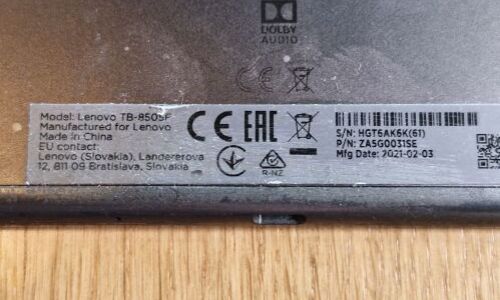 DOLBY
AUDIO
Model: Lenovo TB-8505F
Manufactured for Lenovo
Made in China
EU contact:
Lenovo (Slovakia), Landererova
12, 811 09 Bratislava, Slovakia
CE EAC
R-NZ
S/N: HGT6AK6K(61)
P/N: ZA5G0031SE
Mfg Date: 2021-02-03